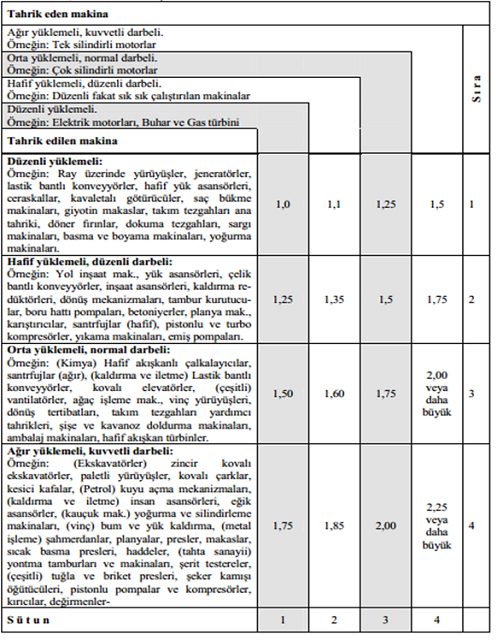 Tahrik eden makina
Ağır yüklemeli, kuvvetli darbeli.
Örneğin: Tek silindirli motorlar
Orta yüklemeli, normal darbeli.
Örneğin: Çok silindirli motorlar
Hafif yüklemeli, düzenli darbeli.
Örneğin: Düzenli fakat sık sık çalıştırılan makinalar
Düzenli yüklemeli.
Örneğin: Elektrik motorları, Buhar ve Gas türbini
Tahrik edilen makina
Sıra
Düzenli yüklemeli:
Örneğin: Ray üzerinde yürüyüşler, jeneratörler,
lastik bantlı konveyyörler, hafif yük asansörleri,
ceraskallar, kavaletalı götürücüler, saç bükme
makinaları, giyotin makaslar, takım tezgahları ana
tahriki, döner fırınlar, dokuma tezgahları, sargı
makinaları, basma ve boyama makinaları, yoğurma
makinaları.
1,0 1,1 1,25 1,5 1
Hafif yüklemeli, düzenli darbeli:
Örneğin: Yol inşaat mak., yük asansörleri, çelik
bantlı konveyyörler, inşaat asansörleri, kaldırma re-
düktörleri, dönüş mekanizmaları, tambur kurutucu-
lar, boru hattı pompaları, betoniyerler, planya mak.,
karıştırıcılar, santrfujlar (hafif), pistonlu ve turbo
kompresörler, yıkama makinaları, emiş pompaları.
1,25 1,35 1,5 1,75 2
Orta yüklemeli, normal darbeli:
Örneğin: (Kimya) Hafif akışkanlı çalkalayıcılar,
santrfujlar (ağır), (kaldırma ve iletme) Lastik bantlı
konveyyörler, kovalı elevatörler, (çeşitli)
vantilatörler, ağaç işleme mak., vinç yürüyüşleri,
dönüş tertibatları, takım tezgahları yardımcı
tahrikleri, şişe ve kavanoz doldurma makinaları,
ambalaj makinaları, hafif akışkan türbinler.
1,50 1,60 1,75 2,00 veya daha büyük 3
Ağır yüklemeli, kuvvetli darbeli:
Örneğin: (Ekskavatörler) zincir kovalı
ekskavatörler, paletli yürüyüşler, kovalı çarklar,
kesici kafalar, (Petrol) kuyu açma mekanizmaları,
(kaldırma ve iletme) insan asansörleri, eğik
asansörler, (kauçuk mak.) yoğurma ve silindirleme
makinaları, (vinç) bum ve yük kaldırma, (metal
işleme) şahmerdanlar, planyalar, presler, makaslar,
sıcak basma presleri, haddeler, (tahta sanayii)
yontma tamburları ve makinaları, şerit testereler,
(çeşitli) tuğla ve briket presleri, şeker kamışı
öğütücüleri, pistonlu pompalar ve kompresörler,
kırıcılar, değirmenler-
1,75 1,85 2,00 2,25 veya daha büyük 4
Sütun 1 2 3 4